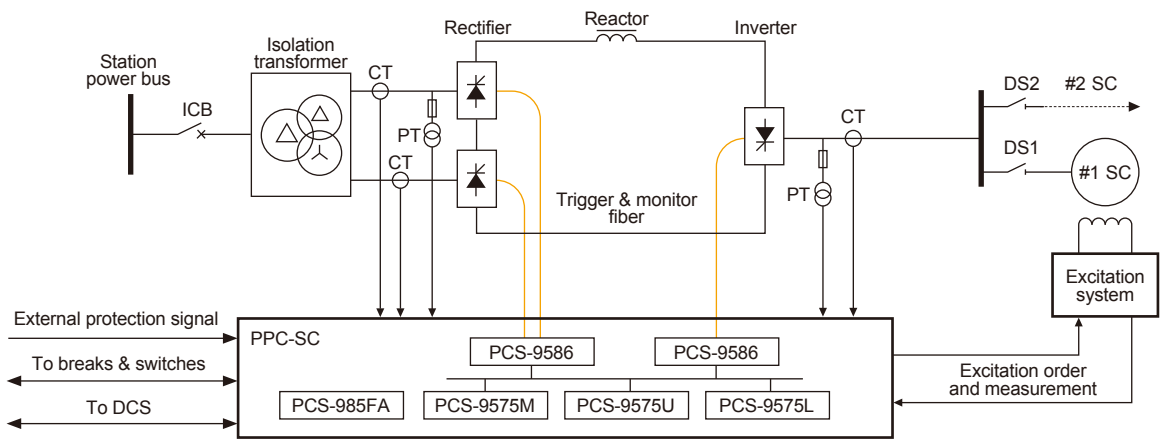 Station
power bus
ICB
Isolation
transformer
CT
PT
CT
Rectifier
Reactor
Inverter
Trigger & monitor
fiber
CT
PT
DS2
#2 SC
DS1
#1 SC
Excitation
system
External protection signal
To breaks & switches
To DCS
PPC-SC
PCS-9586
PCS-9586
PCS-985FA
PCS-9575M
PCS-9575U
PCS-9575L
Excitation order
and measurement